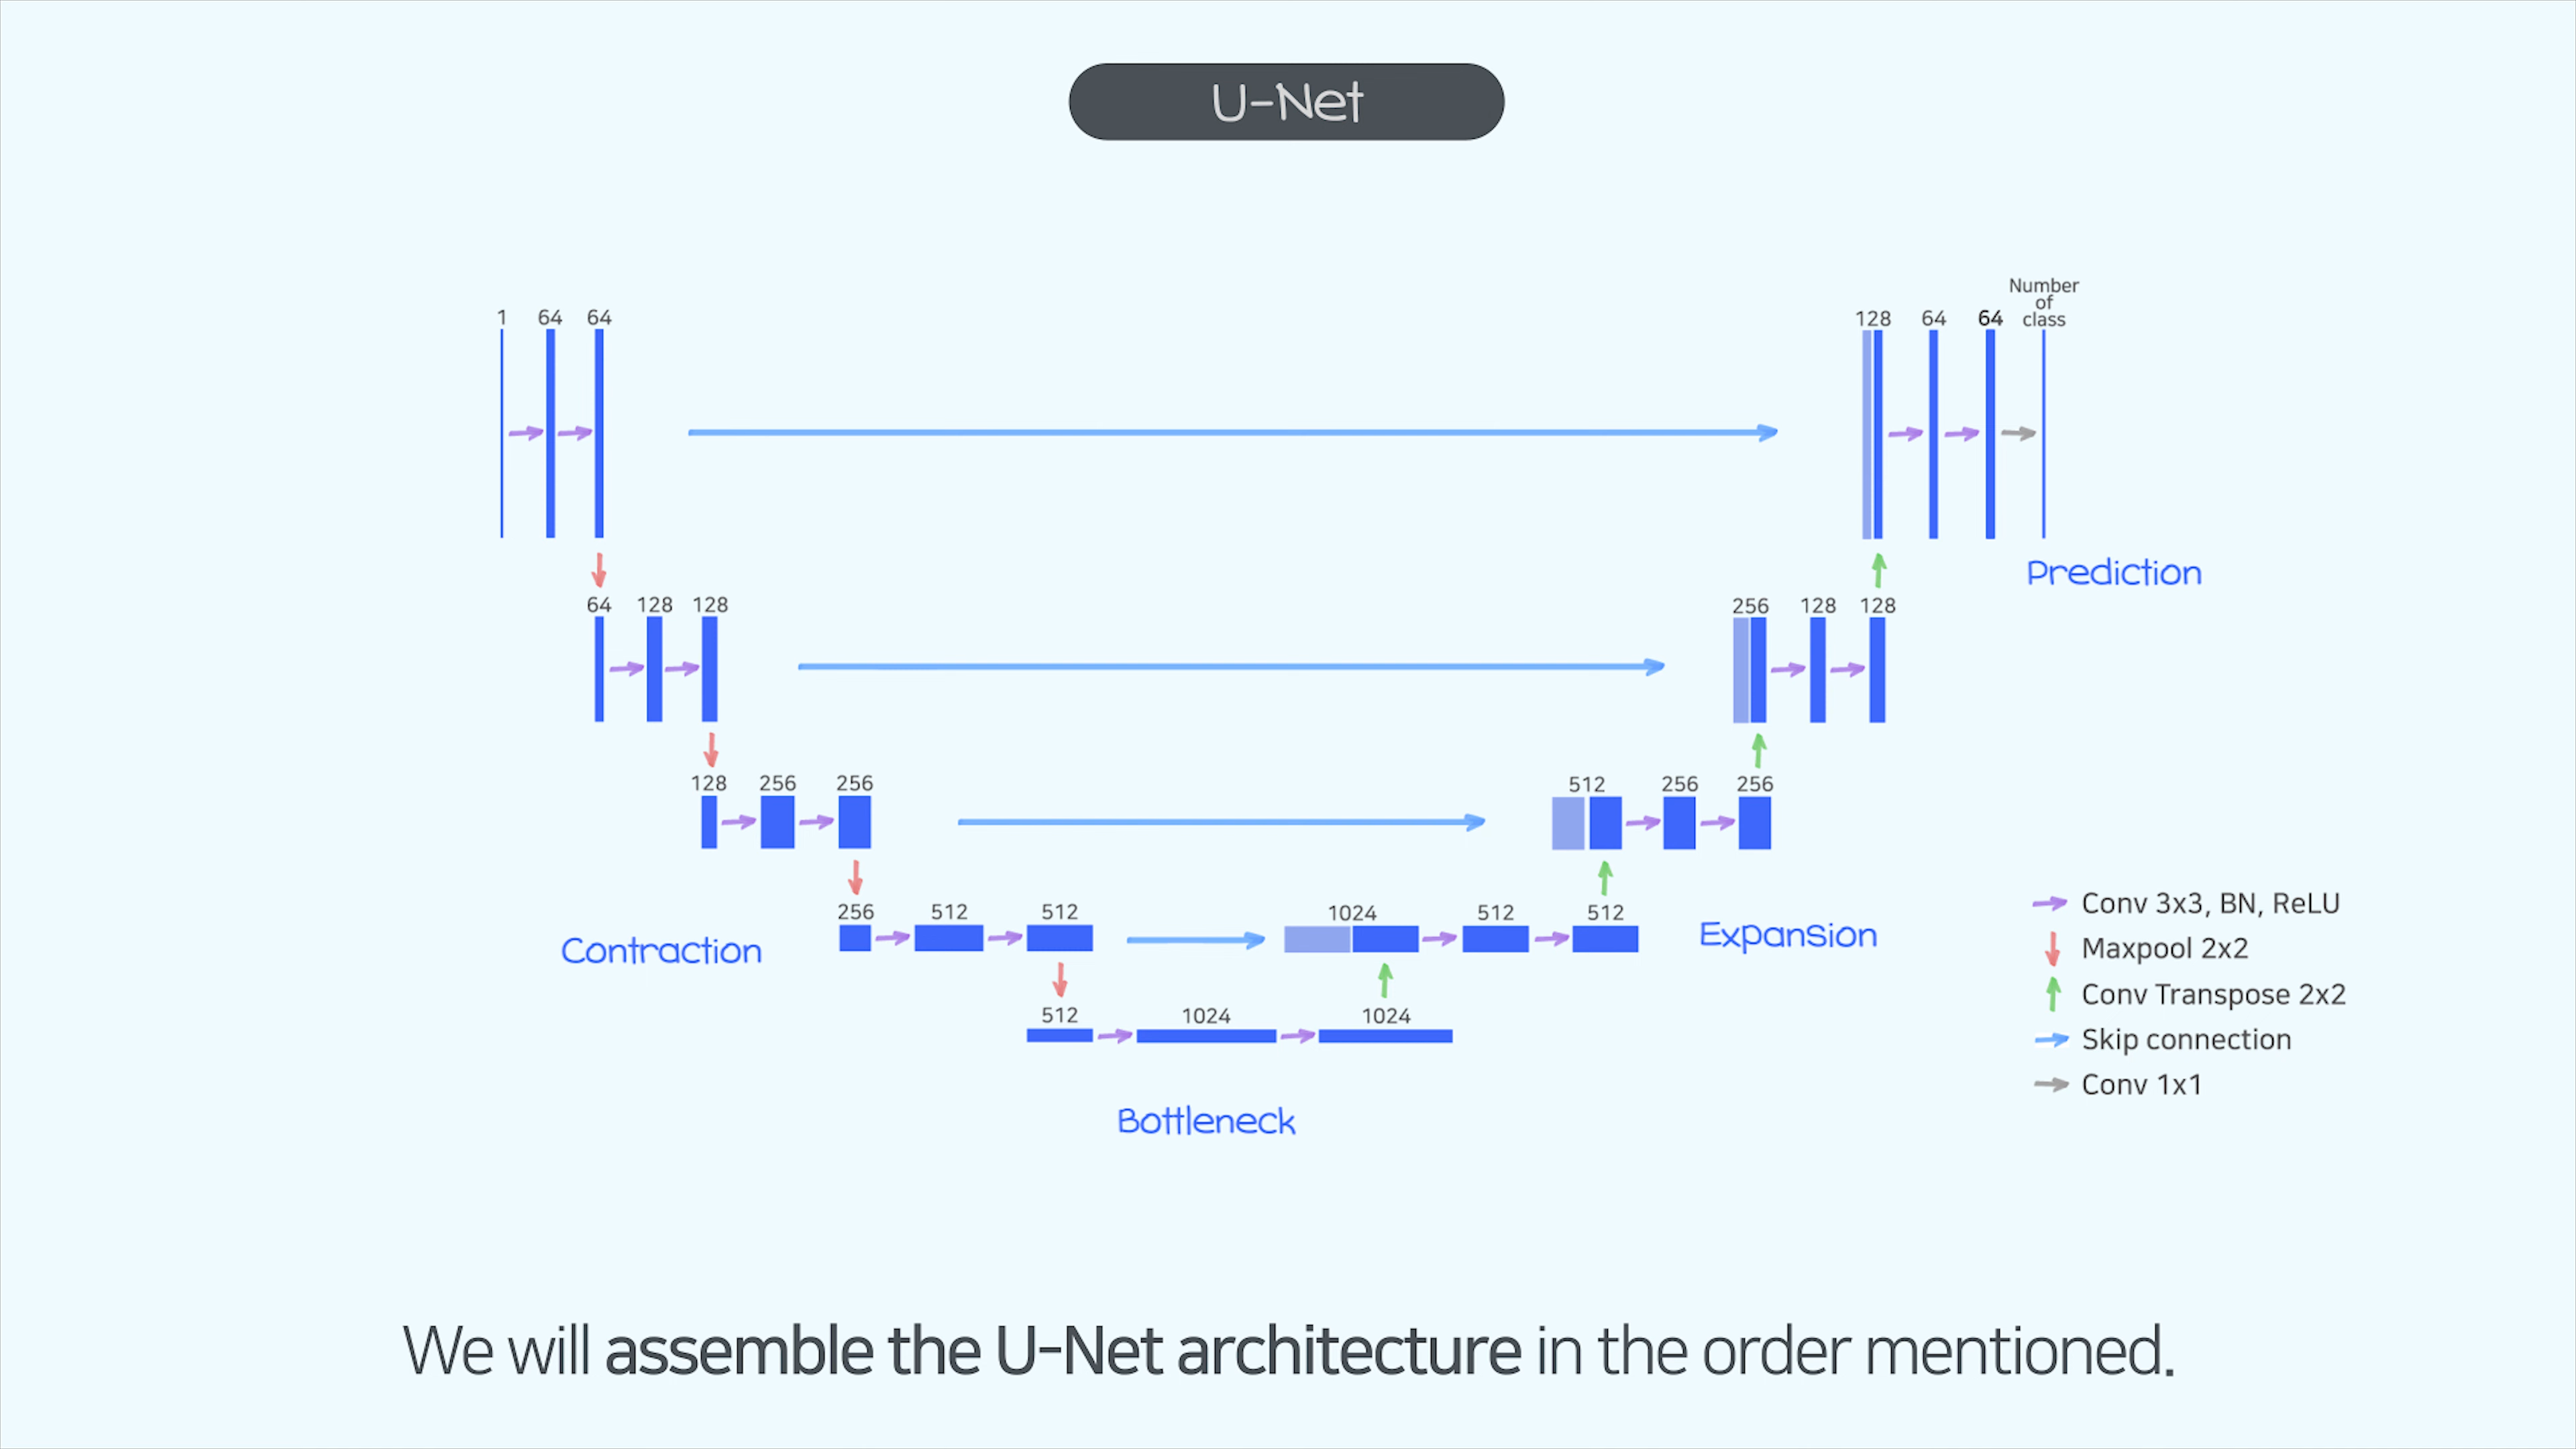 U-Net
Number
of
class
1 64 64
128 64 64
Prediction
64 128 128
256 128 128
128 256 256
512 256 256
256 512 512
1024 512 512
Contraction
Expansion
512 1024 1024
Bottleneck
Conv 3x3, BN, ReLU
Maxpool 2x2
Conv Transpose 2x2
Skip connection
Conv 1x1
We will assemble the U-Net architecture in the order mentioned.